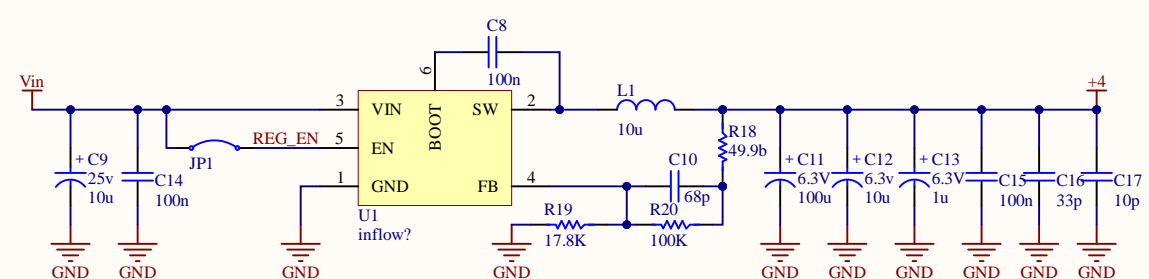 C8
100n
6
Vin
+4
3
VIN
BOOT
SW
2
L1
10u
REG_EN
5
EN
JP1
R18
49.9b
+
C9
25v
10u
C14
100n
1
GND
FB
4
C10
68p
+
C11
6.3V
100u
+
C12
6.3v
10u
+
C13
6.3V
1u
C15
100n
C16
33p
C17
10p
U1
inflow?
R19
17.8K
R20
100K
GND
GND
GND
GND
GND
GND
GND
GND
GND
GND